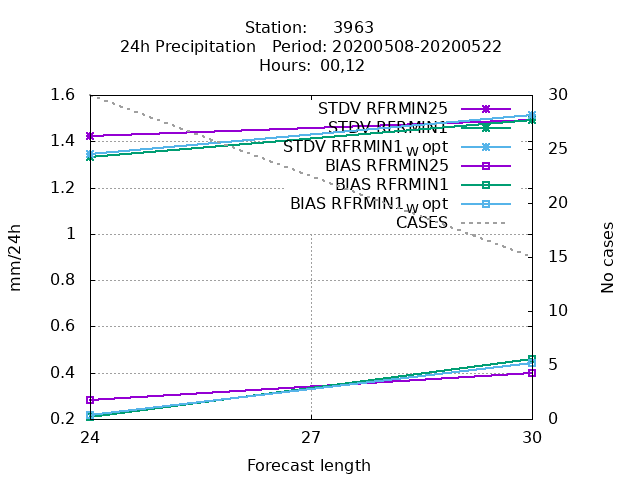 Station: 3963
24h Precipitation Period: 20200508-20200522
Hours: 00,12
1.6
1.4
1.2
1
0.8
0.6
0.4
0.2
30
25
20
15
10
5
0
STDV RFRMIN25
STDV RFRMIN1
STDV RFRMIN1_w opt
BIAS RFRMIN25
BIAS RFRMIN1
BIAS RFRMIN1_w opt
CASES
mm/24h
No cases
24 27 30
Forecast length